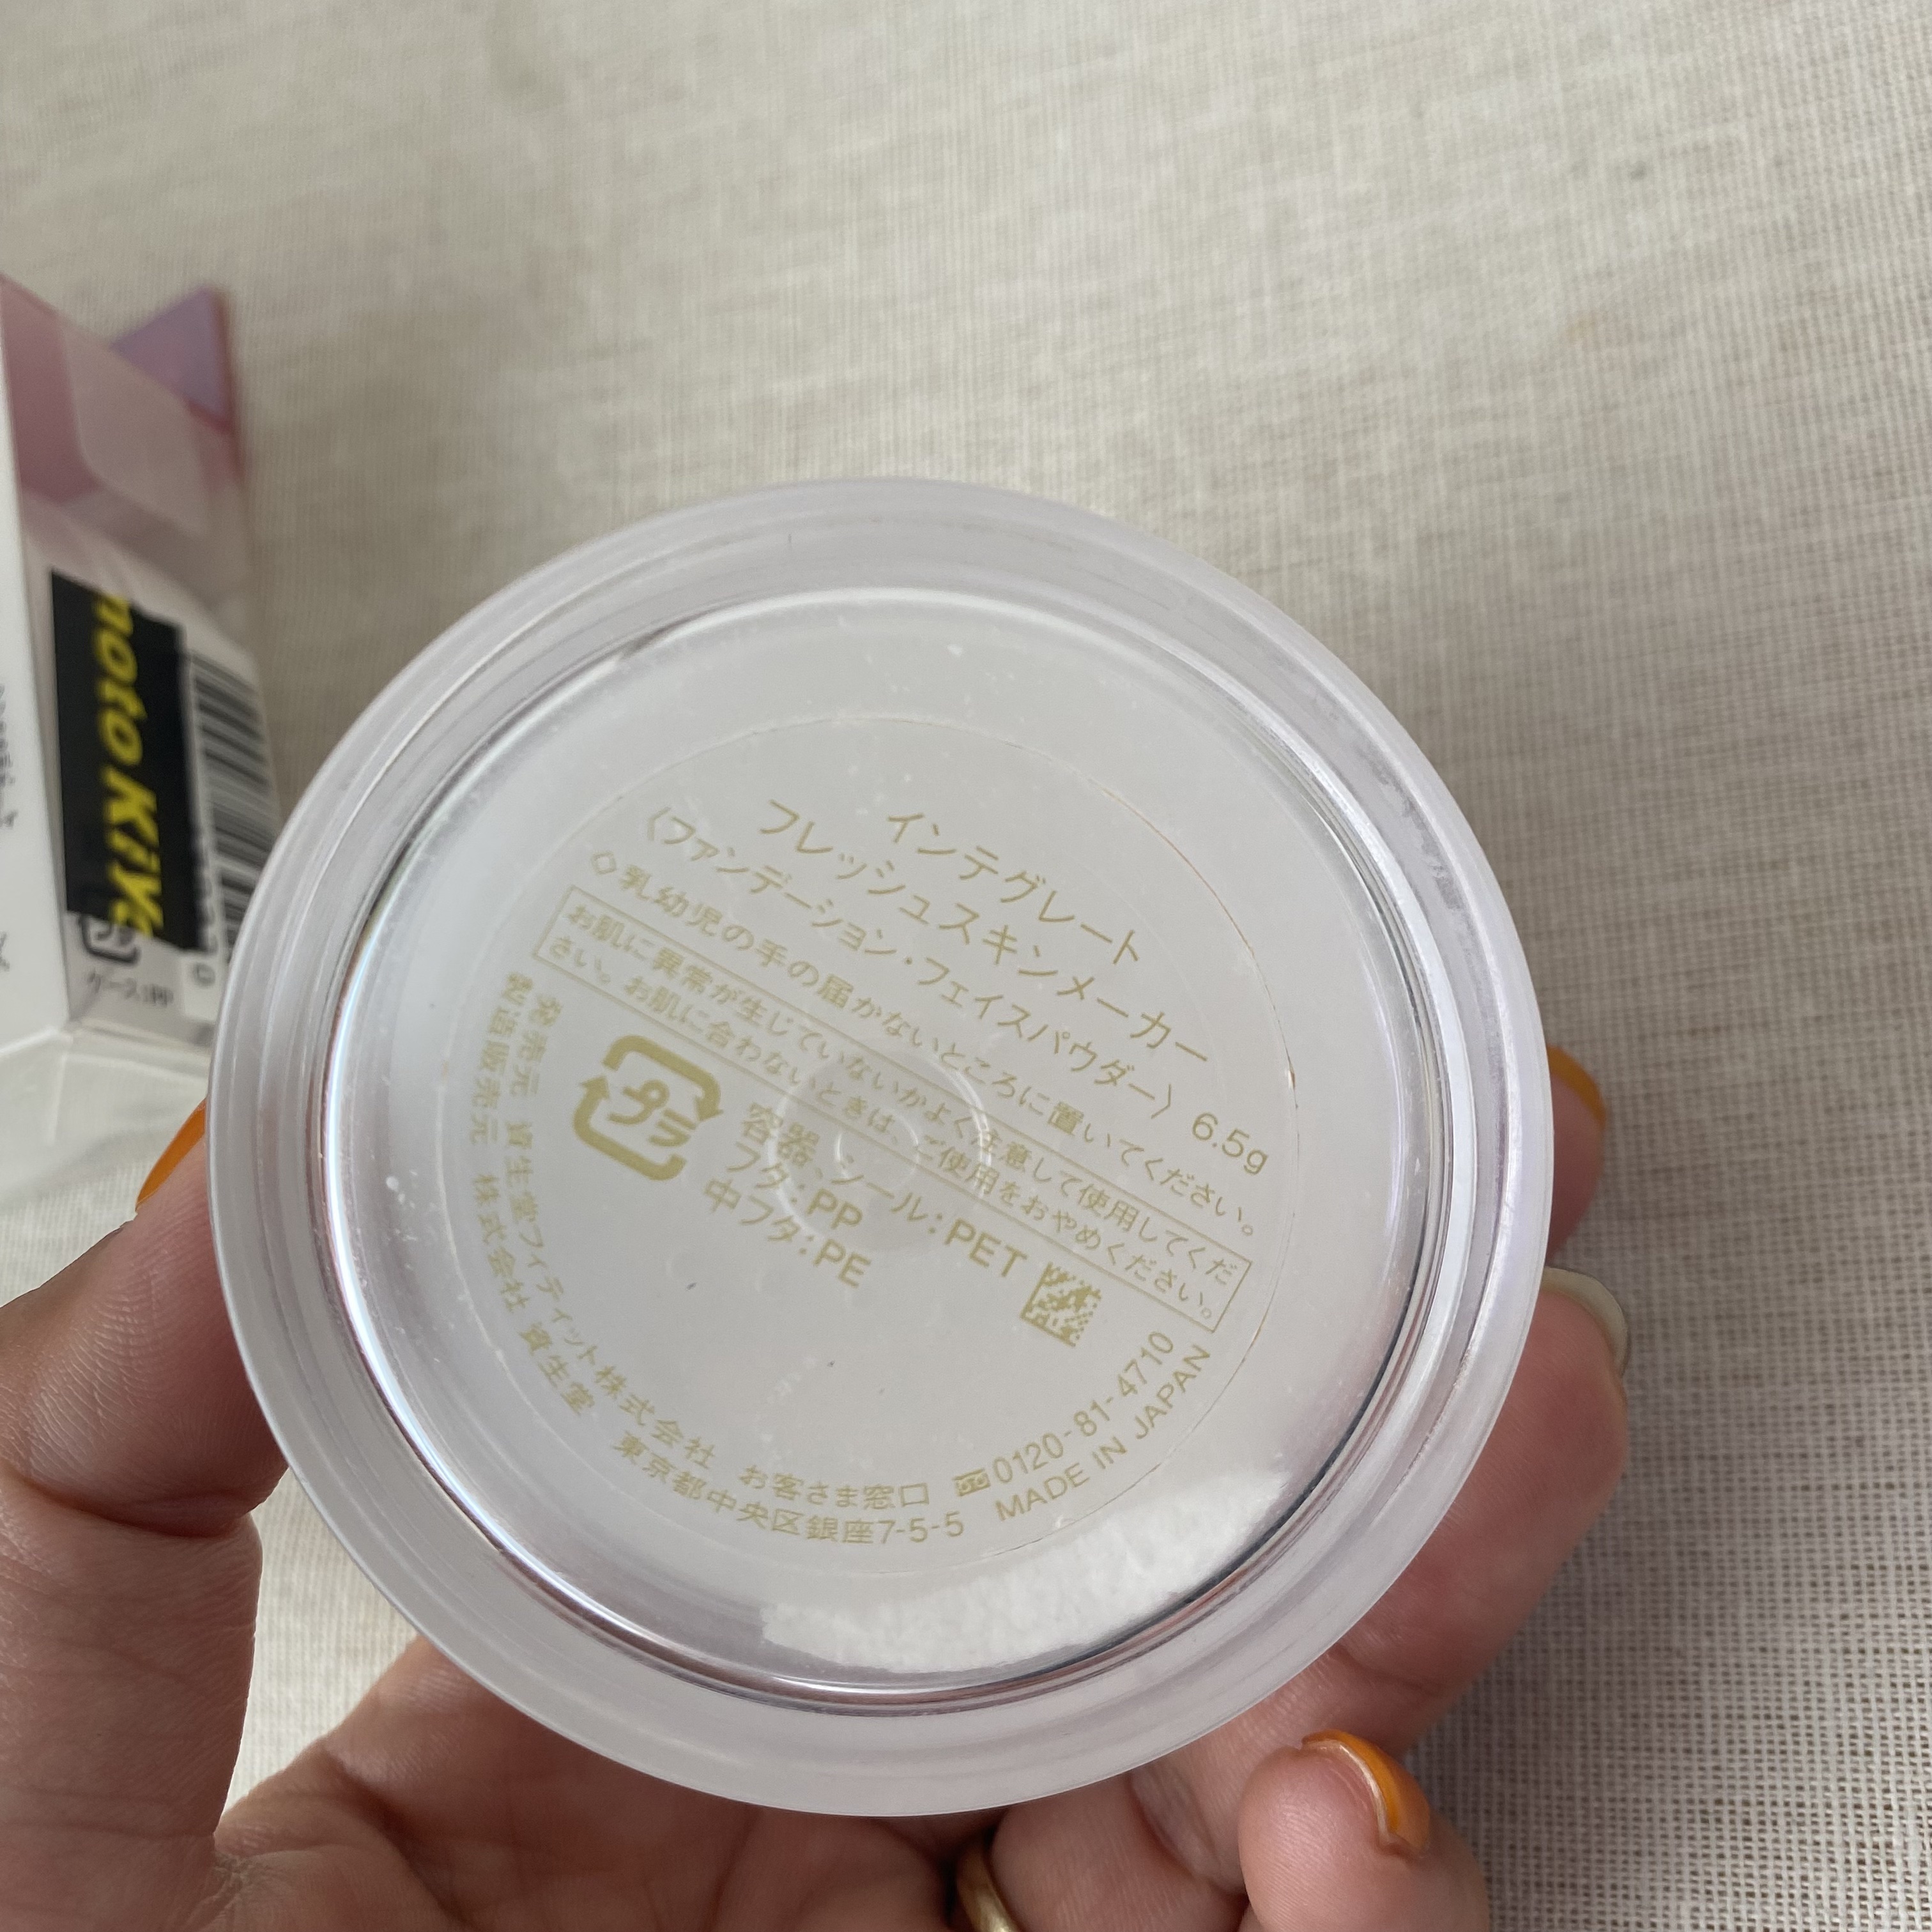 インテグレート
フレッシュスキンメーカー
〈ファンデーション・フェイスパウダー〉 6.5g
◇乳幼児の手の届かないところに置いてください。
お肌に異常が生じていないかよく注意して使用してくだ
さい。お肌に合わないときは、ご使用をおやめください。
プラ
容器、シール:PET
フタ:PP
中フタ:PE
発売元 資生堂フィティット株式会社 お客さま窓口 0120-81-4710
製造販売元 株式会社 資生堂 東京都中央区銀座7-5-5 MADE IN JAPAN
moto Kiyo
ケース:PP